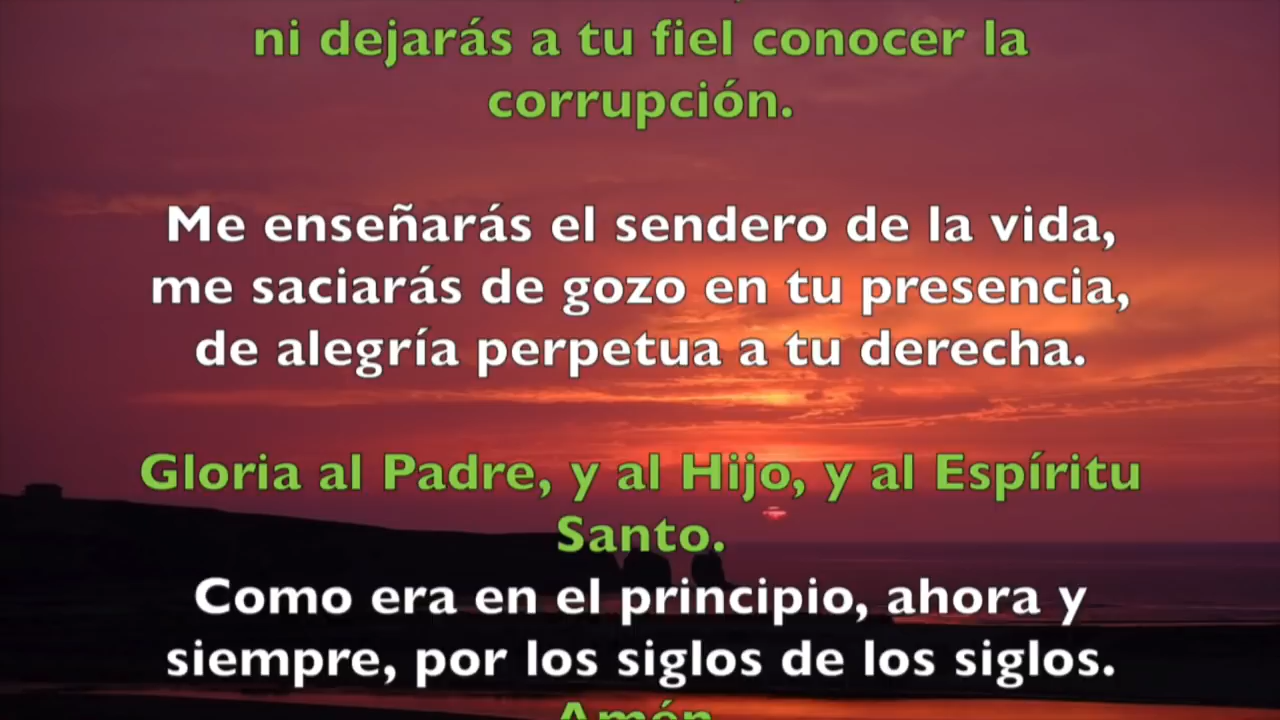 ni dejarás a tu fiel conocer la
corrupción.
Me enseñarás el sendero de la vida,
me saciarás de gozo en tu presencia,
de alegría perpetua a tu derecha.
Gloria al Padre, y al Hijo, y al Espíritu
Santo.
Como era en el principio, ahora y
siempre, por los siglos de los siglos.
Amén.